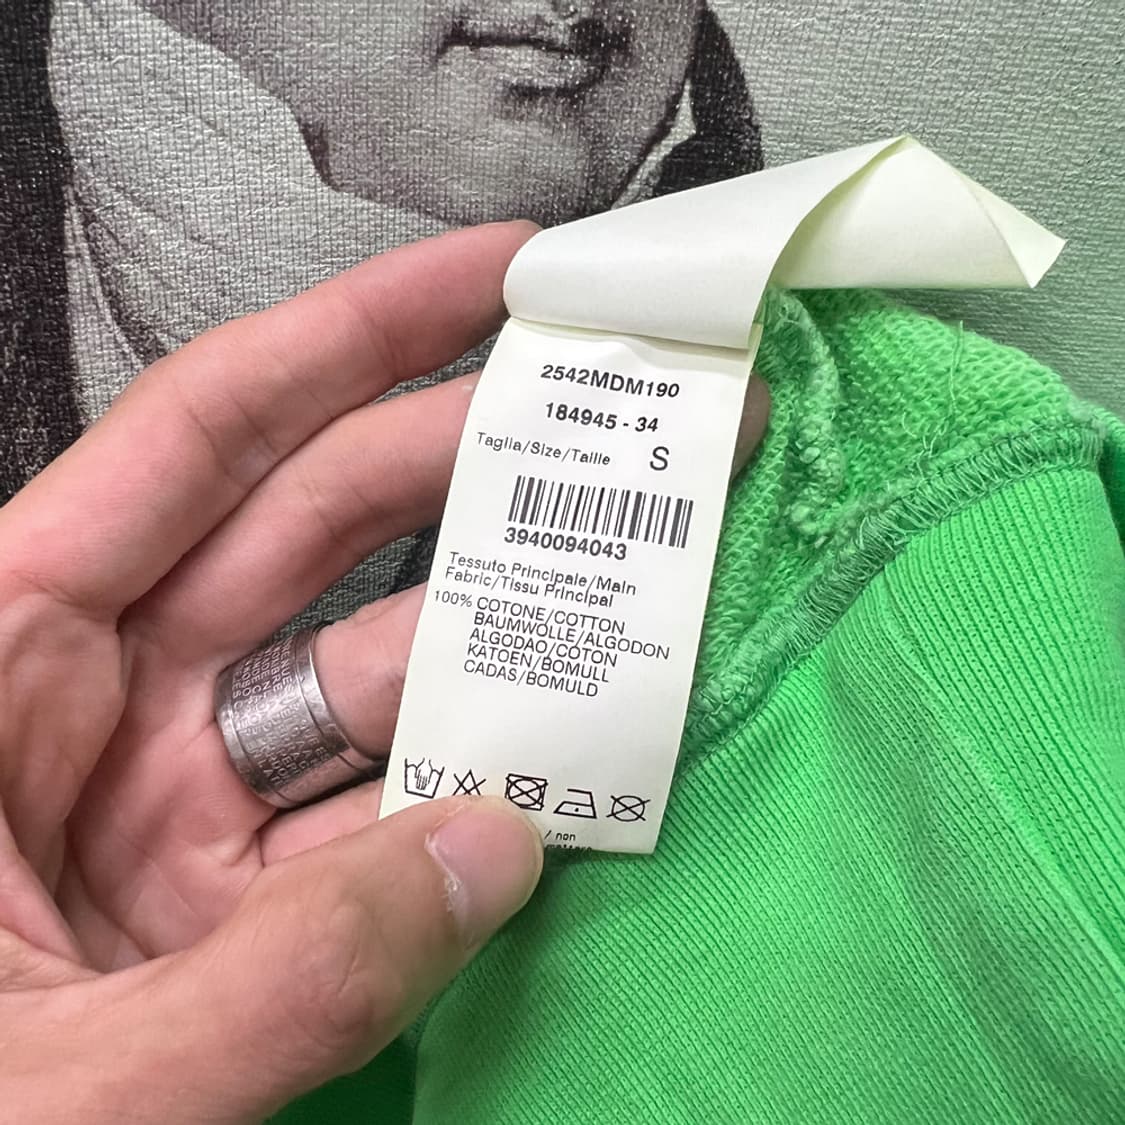 2542MDM190
184945 - 34
Taglia/Size/Taille S
3940094043
Tessuto Principale/Main
Fabric/Tissu Principal
100% COTONE/COTTON
BAUMWOLLE/ALGODON
ALGODAO/COTON
KATOEN/BOMULL
CADAS/BOMULD
/ non